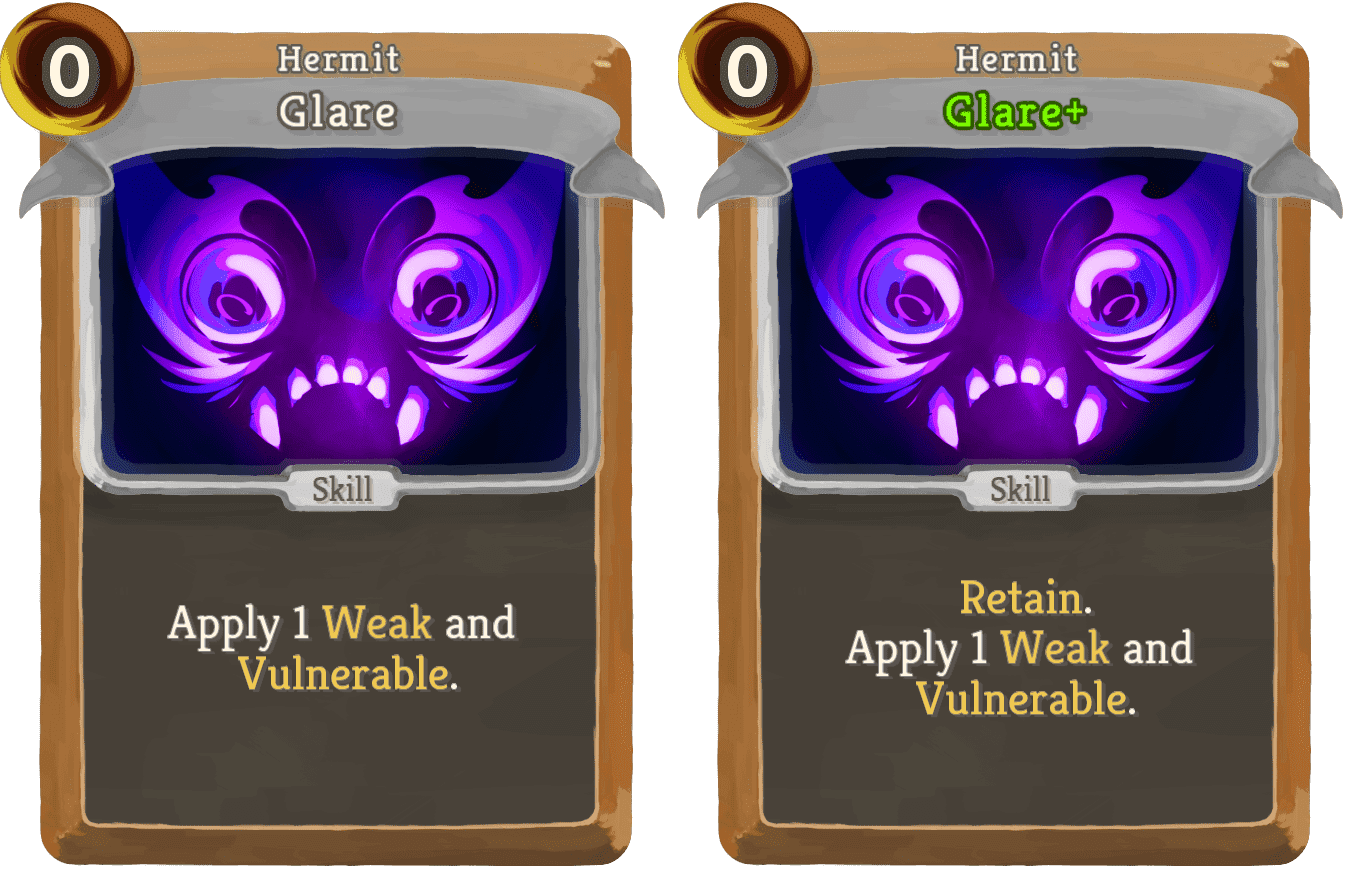 0
Hermit
Glare
Skill
Apply 1 Weak and
Vulnerable.
0
Hermit
Glare+
Skill
Retain.
Apply 1 Weak and
Vulnerable.